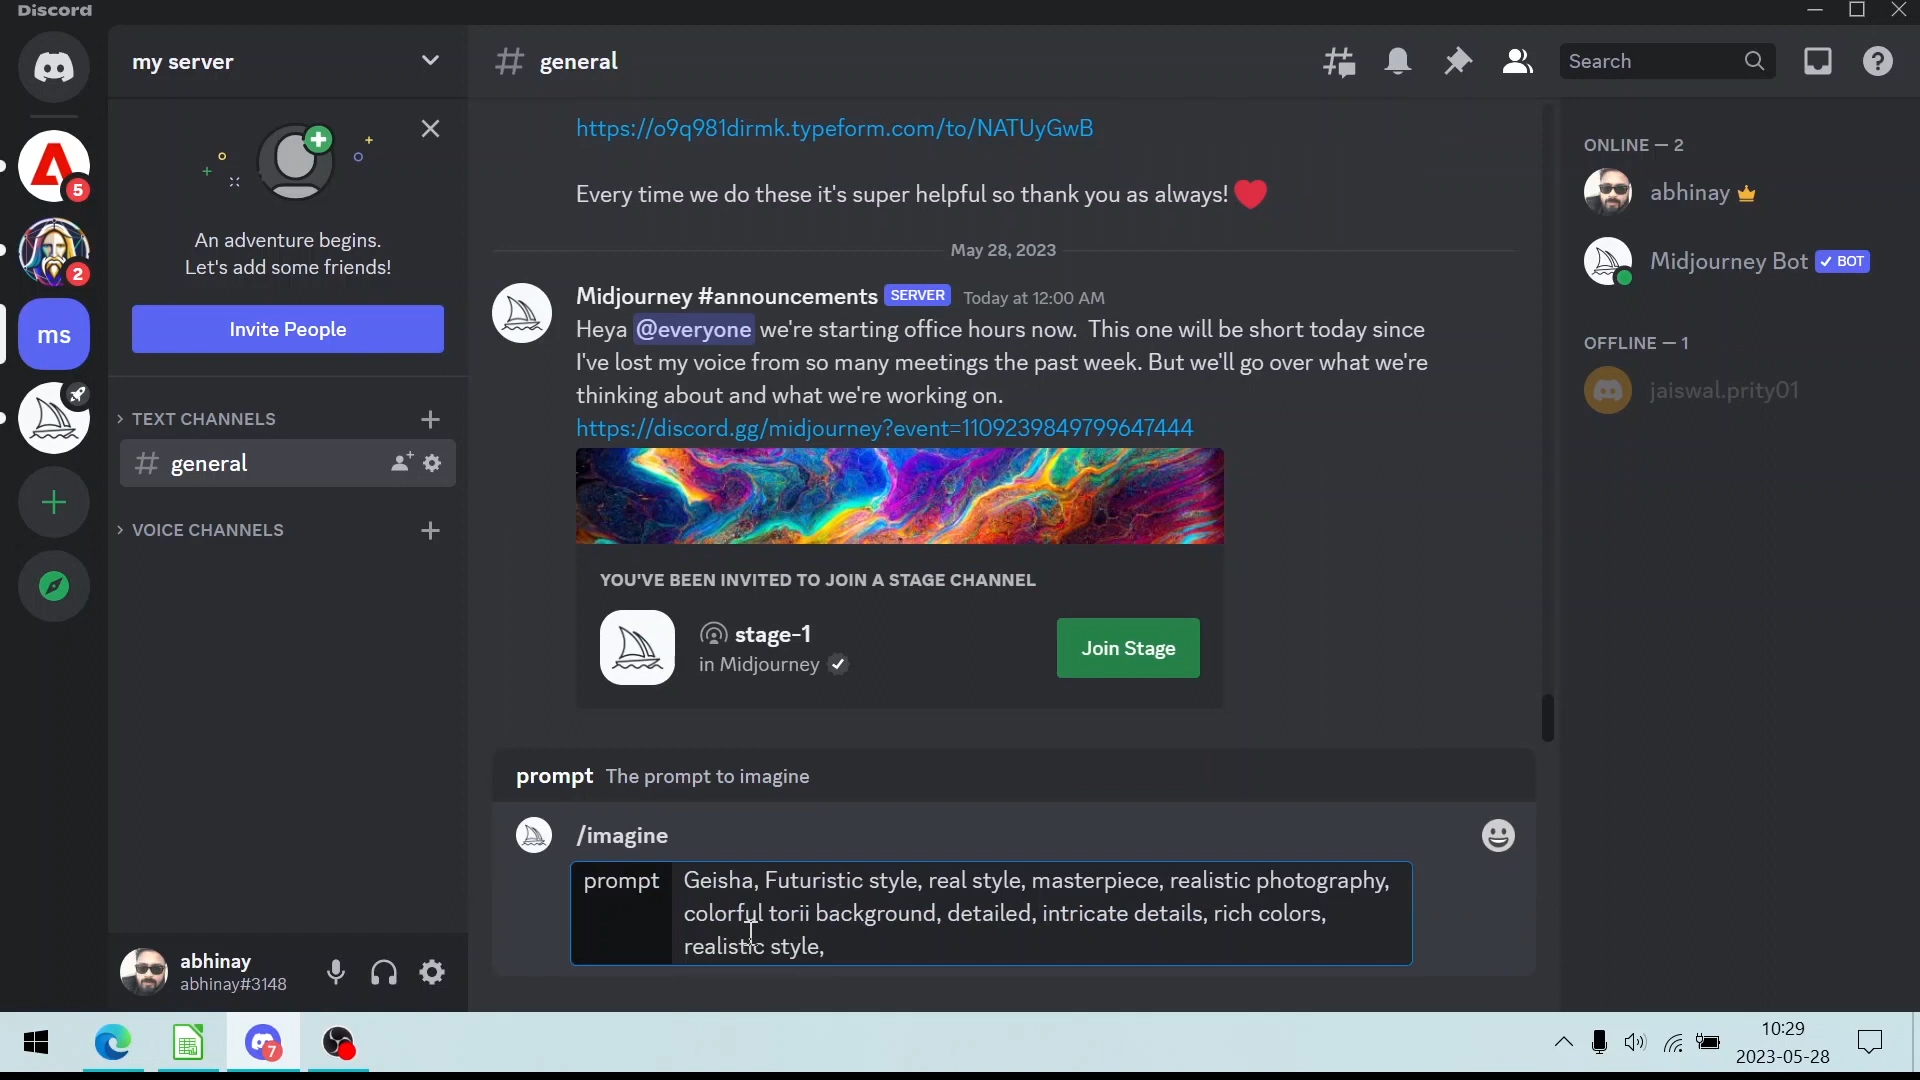 Discord
my server
general
Search
5
2
ms
An adventure begins.
Let's add some friends!
Invite People
TEXT CHANNELS
general
VOICE CHANNELS
https://o9q981dirmk.typeform.com/to/NATUyGwB
Every time we do these it's super helpful so thank you as always!
May 28, 2023
Midjourney #announcements SERVER Today at 12:00 AM
Heya @everyone we're starting office hours now. This one will be short today since
I've lost my voice from so many meetings the past week. But we'll go over what we're
thinking about and what we're working on.
https://discord.gg/midjourney?event=1109239849799647444
YOU'VE BEEN INVITED TO JOIN A STAGE CHANNEL
stage-1
in Midjourney
Join Stage
prompt The prompt to imagine
/imagine
prompt Geisha, Futuristic style, real style, masterpiece, realistic photography,
colorful torii background, detailed, intricate details, rich colors,
realistic style,
ONLINE — 2
abhinay
Midjourney Bot BOT
OFFLINE — 1
jaiswal.prity01
abhinay
abhinay#3148
7
10:29
2023-05-28